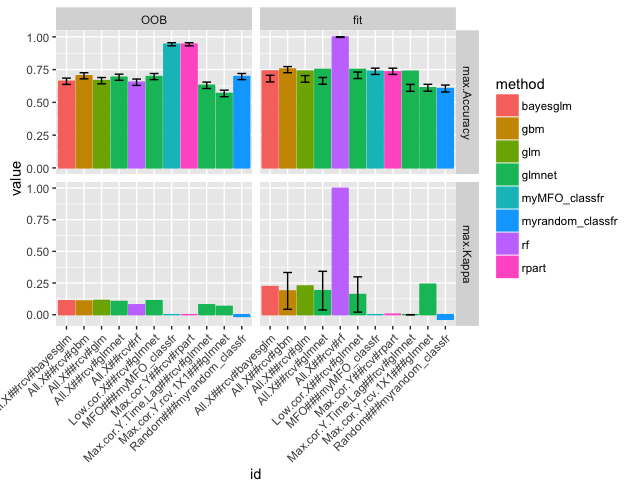 OOB
fit
1.00
0.75
0.50
0.25
0.00
max.Accuracy
1.00
0.75
0.50
0.25
0.00
max.Kappa
value
All.X##rcv#bayesglm
All.X##rcv#gbm
All.X##rcv#glm
All.X##rcv#glmnet
All.X##rcv#rf
Low.cor.X##rcv#glmnet
MFO###myMFO_classfr
Max.cor.Y##rcv#rpart
Max.cor.Y.Time.Lag##rcv#glmnet
Max.cor.Y.rcv.1X1###glmnet
Random###myrandom_classfr
All.X##rcv#bayesglm
All.X##rcv#gbm
All.X##rcv#glm
All.X##rcv#glmnet
All.X##rcv#rf
Low.cor.X##rcv#glmnet
MFO###myMFO_classfr
Max.cor.Y##rcv#rpart
Max.cor.Y.Time.Lag##rcv#glmnet
Max.cor.Y.rcv.1X1###glmnet
Random###myrandom_classfr
id
method
bayesglm
gbm
glm
glmnet
myMFO_classfr
myrandom_classfr
rf
rpart